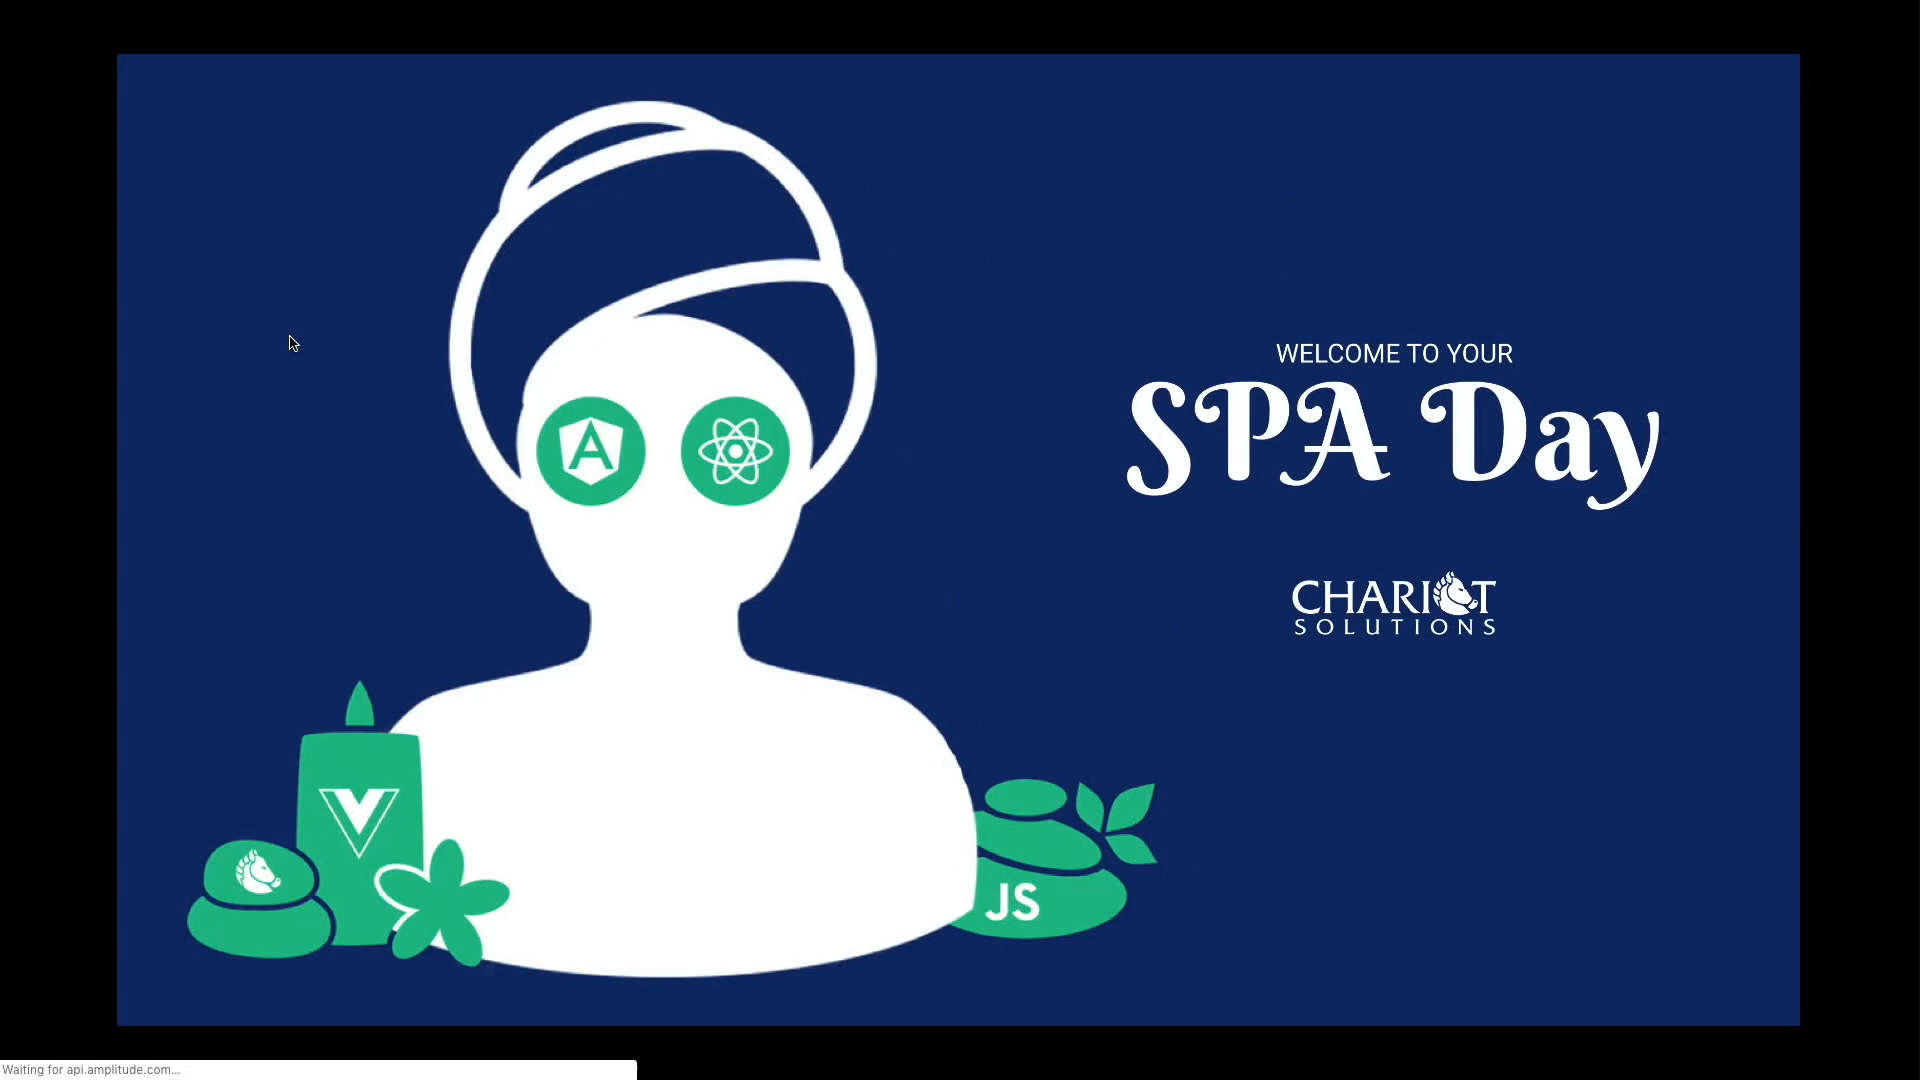 WELCOME TO YOUR
SPA Day
CHARIOT
SOLUTIONS
JS
Waiting for api.amplitude.com...